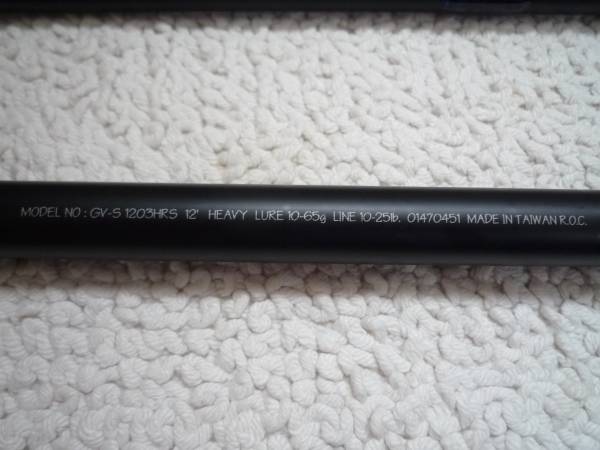 MODEL NO : GV-S 1203HRS 12' HEAVY LURE 10-65g LINE 10-25lb. 01470451 MADE IN TAIWAN R.O.C.